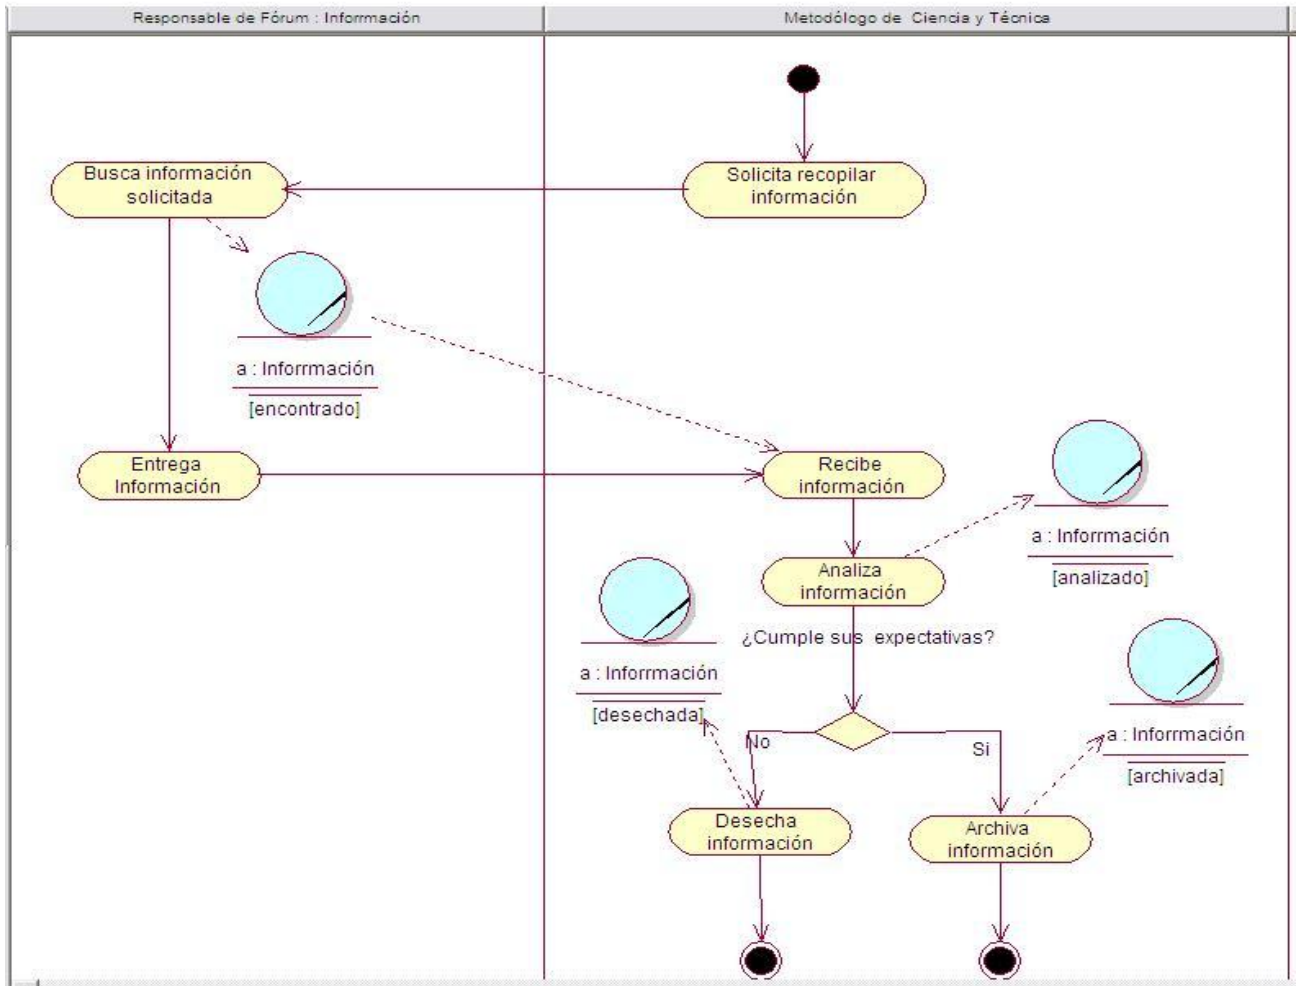 Responsable de Fórum : Inforrmación
Metodólogo de Ciencia y Técnica
Busca información
solicitada
Solicita recopilar
información
a : Inforrmación
[encontrado]
Entrega
Información
Recibe
información
a : Inforrmación
[analizado]
Analiza
información
¿Cumple sus expectativas?
a : Inforrmación
[desechada]
No
Si
a : Inforrmación
[archivada]
Desecha
información
Archiva
información